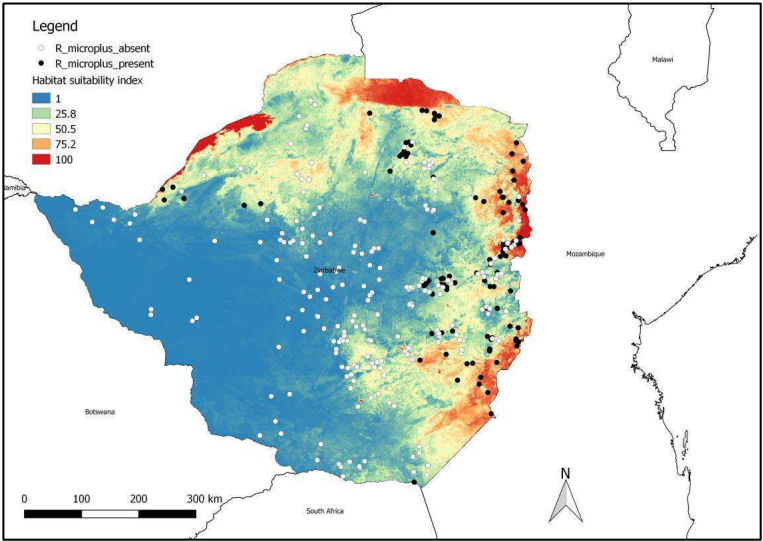 Legend
R_microplus_absent
R_microplus_present
Habitat suitability index
1
25.8
50.5
75.2
100
Malawi
Namibia
Mozambique
Zimbabwe
Botswana
0 100 200 300 km
South Africa
N